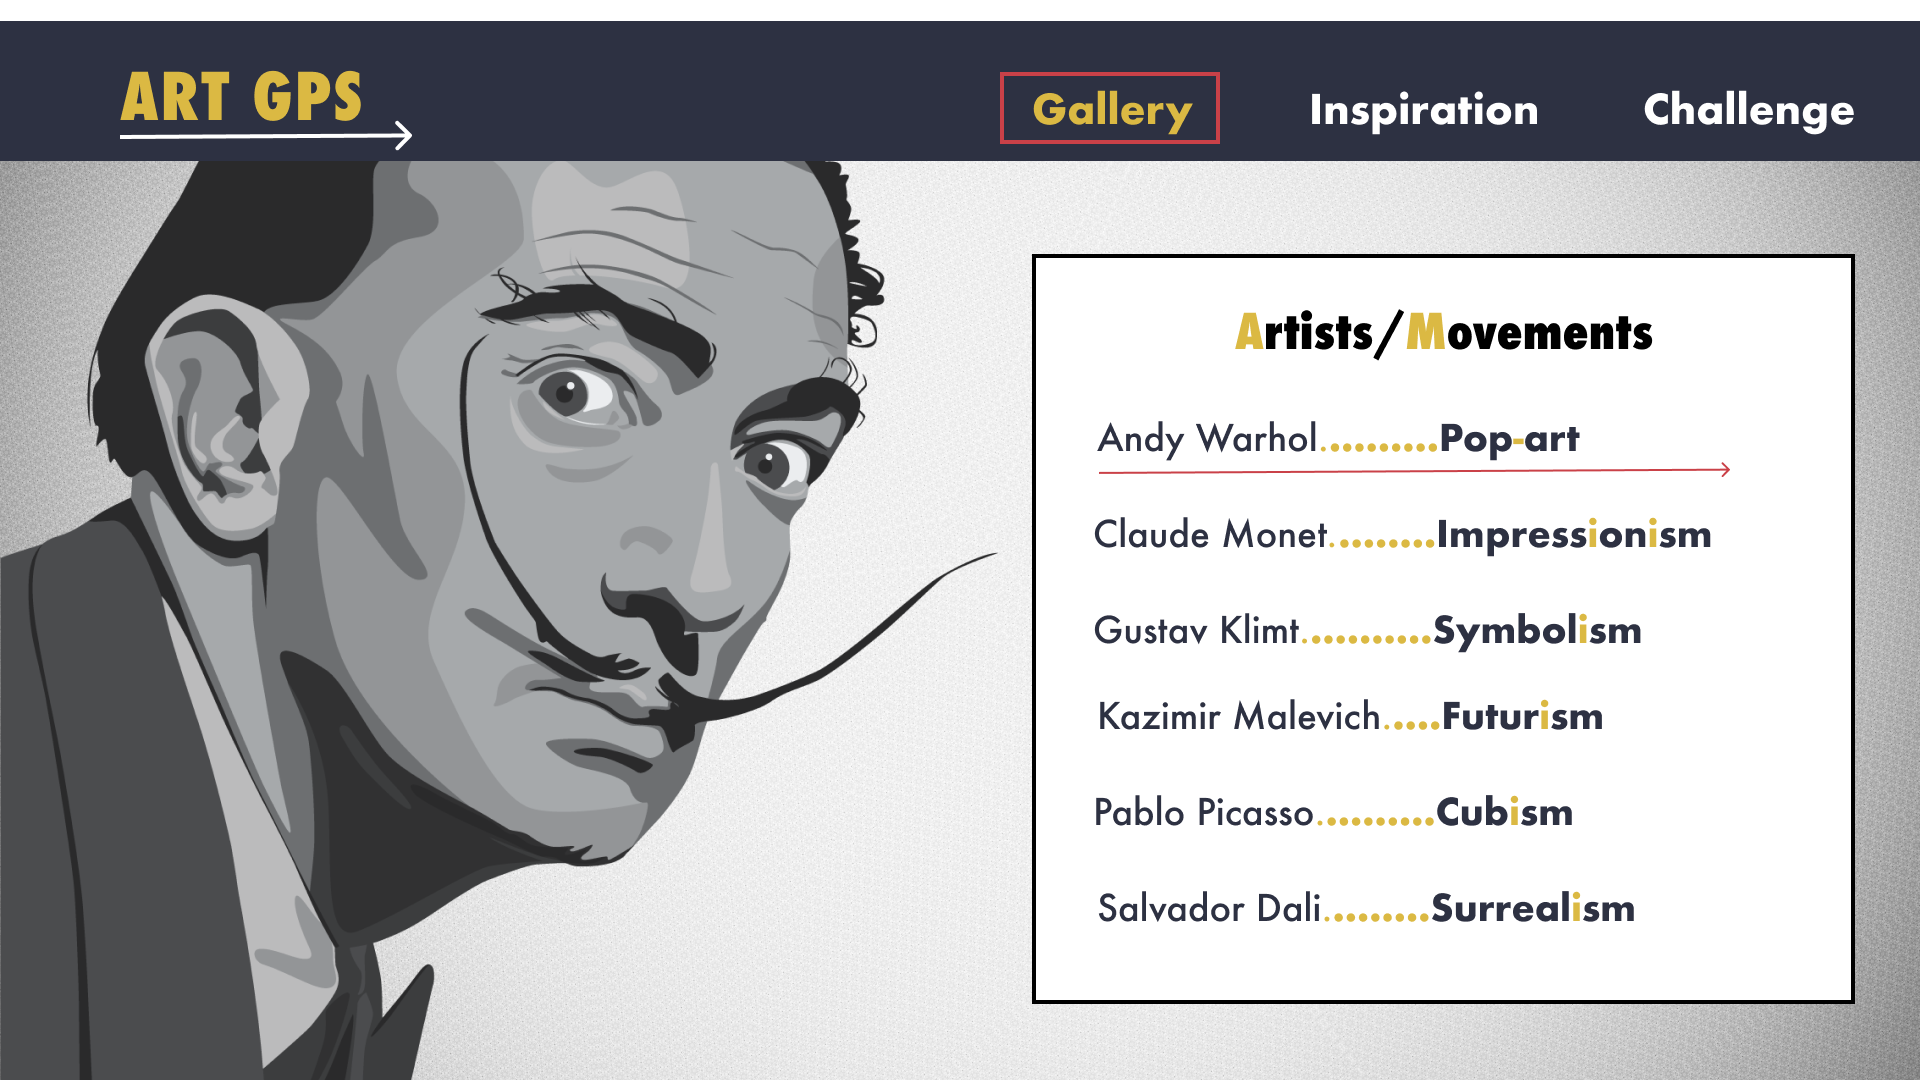 ART GPS
Gallery Inspiration Challenge
Artists/Movements
Andy Warhol..........Pop-art
Claude Monet.........Impressionism
Gustav Klimt...........Symbolism
Kazimir Malevich.....Futurism
Pablo Picasso..........Cubism
Salvador Dali.........Surrealism